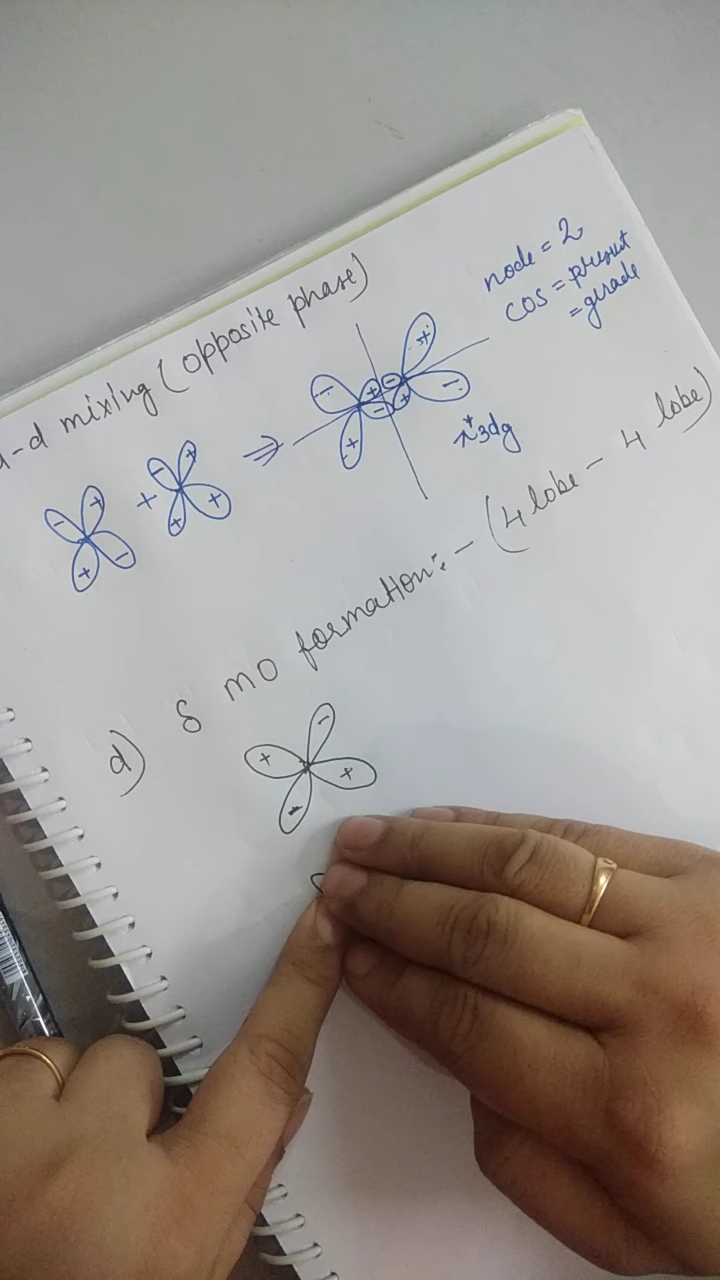 d-d mixing (opposite phase)
node = 2
COS = present
= gerade
- + + -
+
- + + +
⇒
- + - + - + + -
π*3dg
d) δ MO formation:- (4 lobe - 4 lobe)
+ - + -